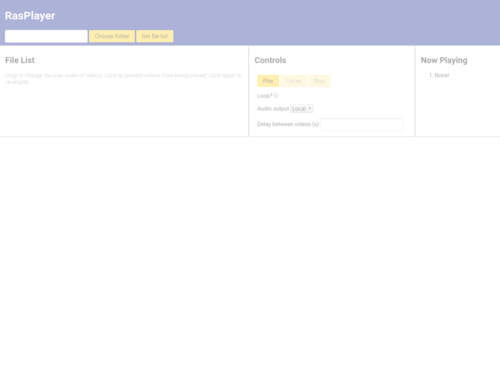 RasPlayer
Choose folder Get file list
File List
Drag to change the play order of videos. Click to prevent videos from being played. Click again to
re-enable.
Controls
Play Pause Stop
Loop?
Audio output Local
Delay between videos (s)
Now Playing
1. None!